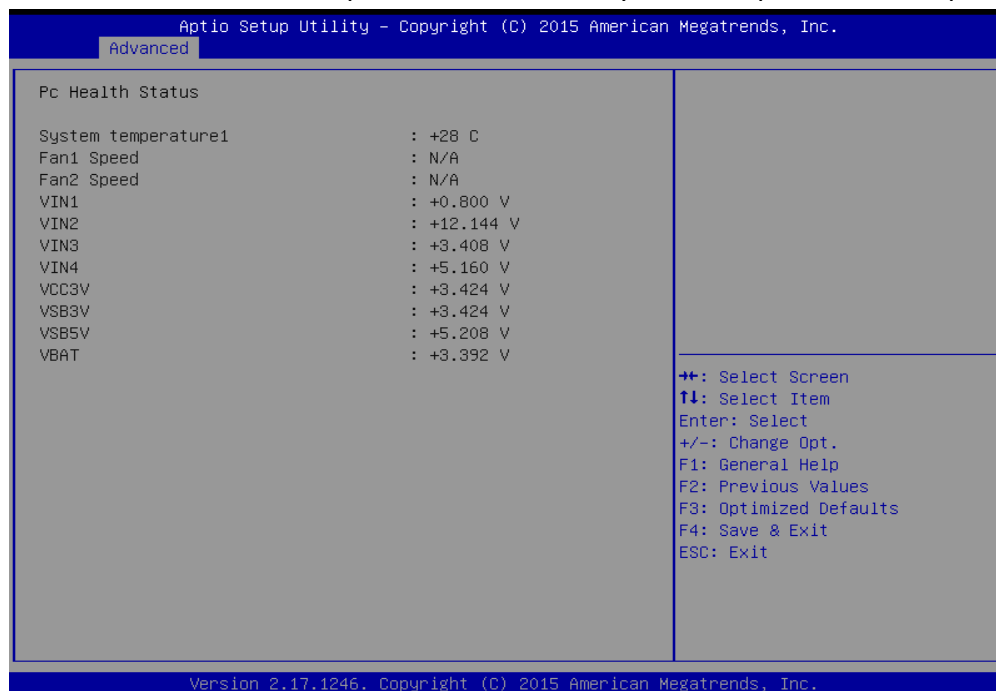 Aptio Setup Utility – Copyright (C) 2015 American Megatrends, Inc.
Advanced
Pc Health Status
System temperature1 : +28 C
Fan1 Speed : N/A
Fan2 Speed : N/A
VIN1 : +0.800 V
VIN2 : +12.144 V
VIN3 : +3.408 V
VIN4 : +5.160 V
VCC3V : +3.424 V
VSB3V : +3.424 V
VSB5V : +5.208 V
VBAT : +3.392 V
→←: Select Screen
↑↓: Select Item
Enter: Select
+/-: Change Opt.
F1: General Help
F2: Previous Values
F3: Optimized Defaults
F4: Save & Exit
ESC: Exit
Version 2.17.1246. Copyright (C) 2015 American Megatrends, Inc.